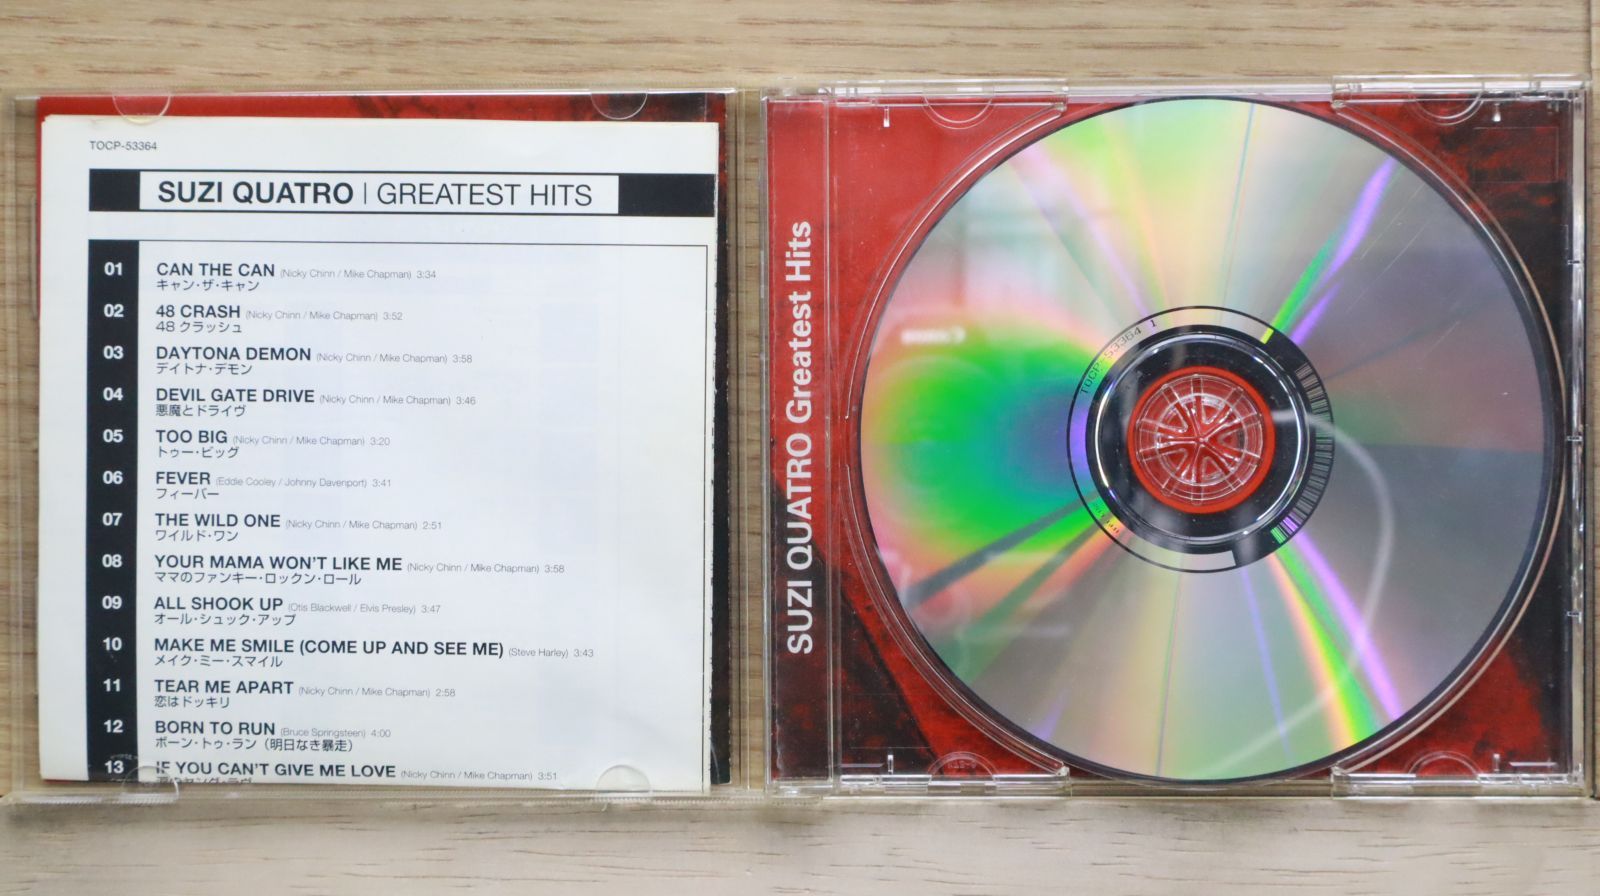 TOCP-53364
SUZI QUATRO | GREATEST HITS
01 CAN THE CAN (Nicky Chinn / Mike Chapman) 3:34
キャン・ザ・キャン
02 48 CRASH (Nicky Chinn / Mike Chapman) 3:52
48 クラッシュ
03 DAYTONA DEMON (Nicky Chinn / Mike Chapman) 3:58
デイトナ・デモン
04 DEVIL GATE DRIVE (Nicky Chinn / Mike Chapman) 3:46
悪魔とドライヴ
05 TOO BIG (Nicky Chinn / Mike Chapman) 3:20
トゥー・ビッグ
06 FEVER (Eddie Cooley / Johnny Davenport) 3:41
フィーバー
07 THE WILD ONE (Nicky Chinn / Mike Chapman) 2:51
ワイルド・ワン
08 YOUR MAMA WON'T LIKE ME (Nicky Chinn / Mike Chapman) 3:58
ママのファンキー・ロックン・ロール
09 ALL SHOOK UP (Otis Blackwell / Elvis Presley) 3:47
オール・シュック・アップ
10 MAKE ME SMILE (COME UP AND SEE ME) (Steve Harley) 3:43
メイク・ミー・スマイル
11 TEAR ME APART (Nicky Chinn / Mike Chapman) 2:58
恋はドッキリ
12 BORN TO RUN (Bruce Springsteen) 4:00
ボーン・トゥ・ラン（明日なき暴走）
13 IF YOU CAN'T GIVE ME LOVE (Nicky Chinn / Mike Chapman) 3:51
SUZI QUATRO Greatest Hits
TOCP-53364 1